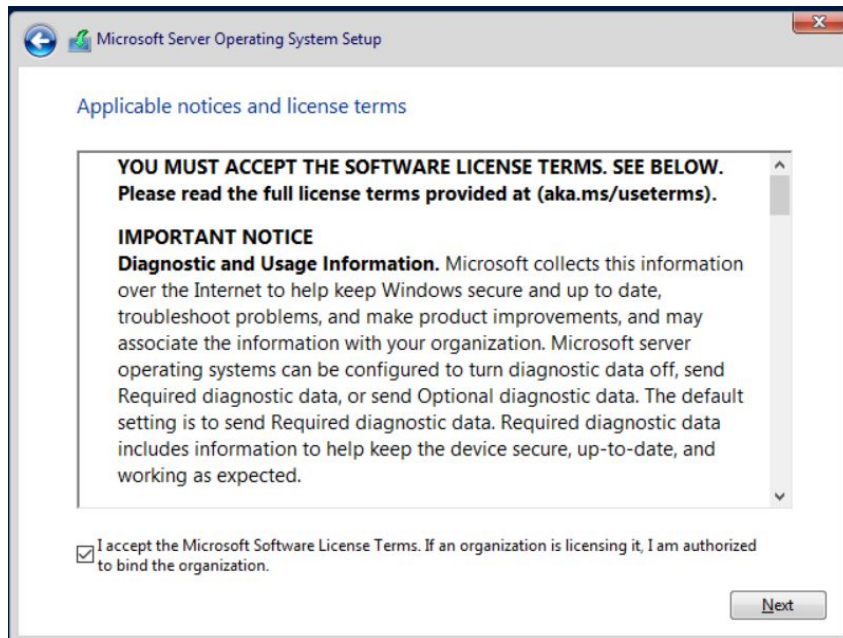 Microsoft Server Operating System Setup
Applicable notices and license terms
YOU MUST ACCEPT THE SOFTWARE LICENSE TERMS. SEE BELOW.
Please read the full license terms provided at (aka.ms/useterms).
IMPORTANT NOTICE
Diagnostic and Usage Information. Microsoft collects this information
over the Internet to help keep Windows secure and up to date,
troubleshoot problems, and make product improvements, and may
associate the information with your organization. Microsoft server
operating systems can be configured to turn diagnostic data off, send
Required diagnostic data, or send Optional diagnostic data. The default
setting is to send Required diagnostic data. Required diagnostic data
includes information to help keep the device secure, up-to-date, and
working as expected.
I accept the Microsoft Software License Terms. If an organization is licensing it, I am authorized
to bind the organization.
Next